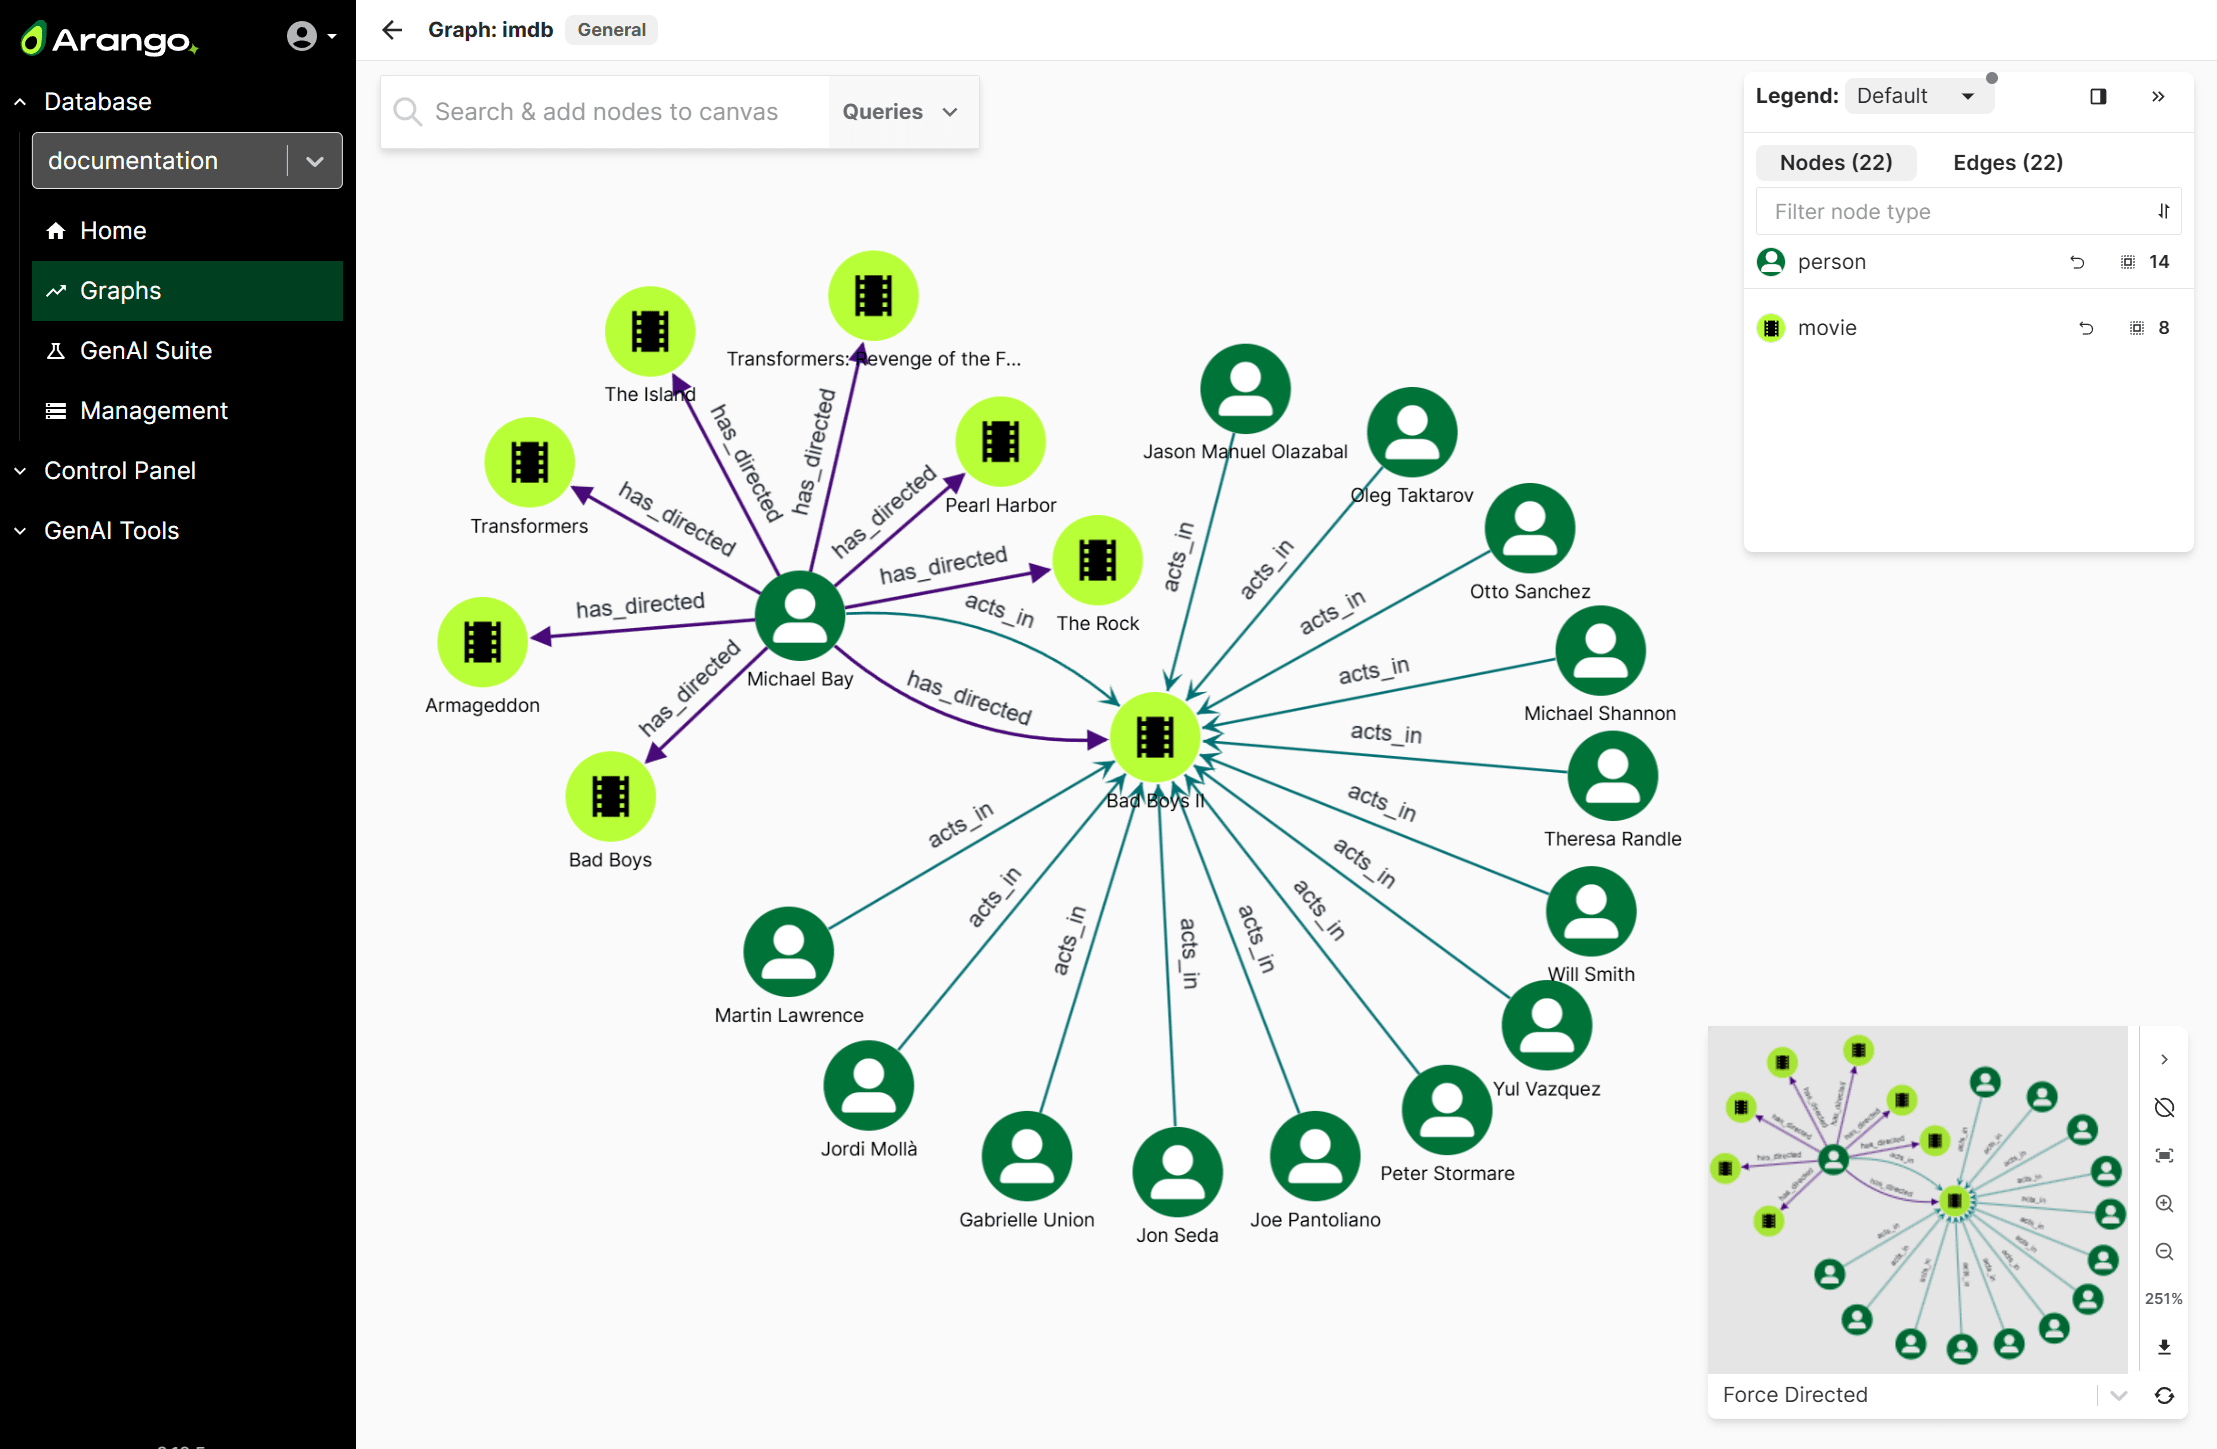 Arango
Database
documentation
Home
Graphs
GenAI Suite
Management
Control Panel
GenAI Tools
Graph: imdb
General
Search & add nodes to canvas
Queries
Legend:
Default
Nodes (22)
Edges (22)
Filter node type
person
14
movie
8
The Island
Transformers: Revenge of the F...
Transformers
Pearl Harbor
The Rock
Armageddon
Michael Bay
Bad Boys
Bad Boys II
has_directed
has_directed
has_directed
has_directed
has_directed
has_directed
has_directed
has_directed
acts_in
Jason Manuel Olazabal
acts_in
Oleg Taktarov
acts_in
Otto Sanchez
acts_in
Michael Shannon
acts_in
Theresa Randle
acts_in
Will Smith
acts_in
Yul Vazquez
acts_in
Peter Stormare
acts_in
Joe Pantoliano
acts_in
Jon Seda
acts_in
Gabrielle Union
acts_in
Jordi Mollà
acts_in
Martin Lawrence
acts_in
251%
Force Directed